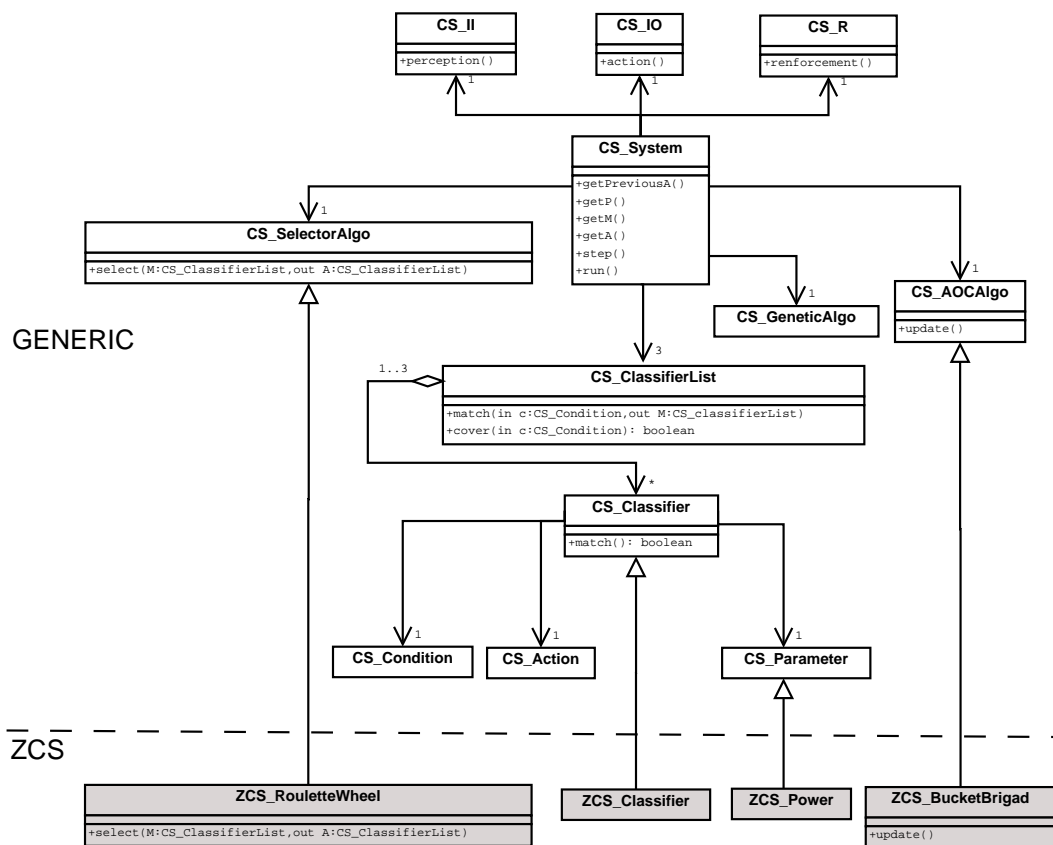 CS_II
+perception()
1
CS_IO
+action()
1
CS_R
+renforcement()
1
CS_System
+getPreviousA()
+getP()
+getM()
+getA()
+step()
+run()
1
CS_SelectorAlgo
+select(M:CS_ClassifierList,out A:CS_ClassifierList)
1
CS_AOCAlgo
+update()
1
CS_GeneticAlgo
GENERIC
3
1..3
CS_ClassifierList
+match(in c:CS_Condition,out M:CS_classifierList)
+cover(in c:CS_Condition): boolean
*
CS_Classifier
+match(): boolean
1
CS_Condition
1
CS_Action
1
CS_Parameter
ZCS
ZCS_RouletteWheel
+select(M:CS_ClassifierList,out A:CS_ClassifierList)
ZCS_Classifier
ZCS_Power
ZCS_BucketBrigad
+update()